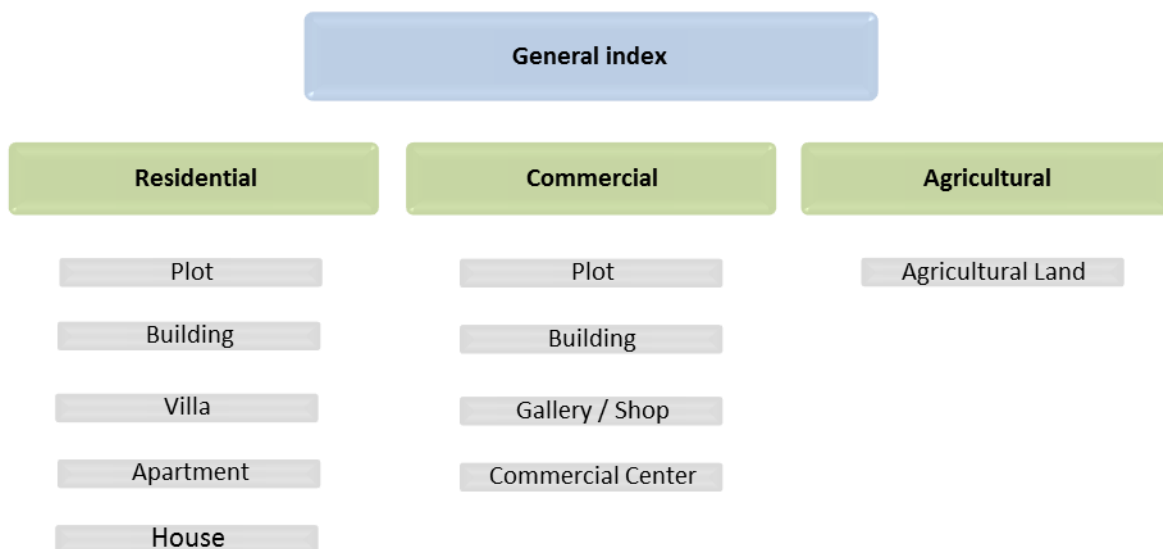 General index
Residential
Commercial
Agricultural
Plot
Plot
Agricultural Land
Building
Building
Villa
Gallery / Shop
Apartment
Commercial Center
House